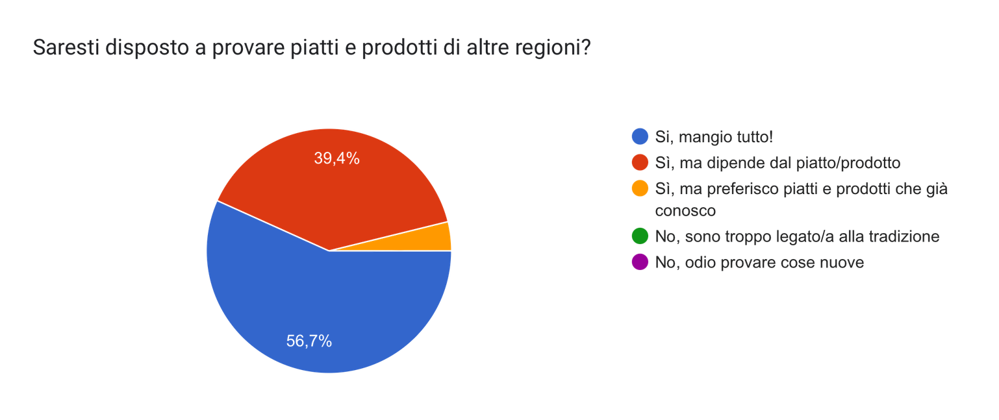 Saresti disposto a provare piatti e prodotti di altre regioni?
39,4%
56,7%
Si, mangio tutto!
Sì, ma dipende dal piatto/prodotto
Sì, ma preferisco piatti e prodotti che già
conosco
No, sono troppo legato/a alla tradizione
No, odio provare cose nuove